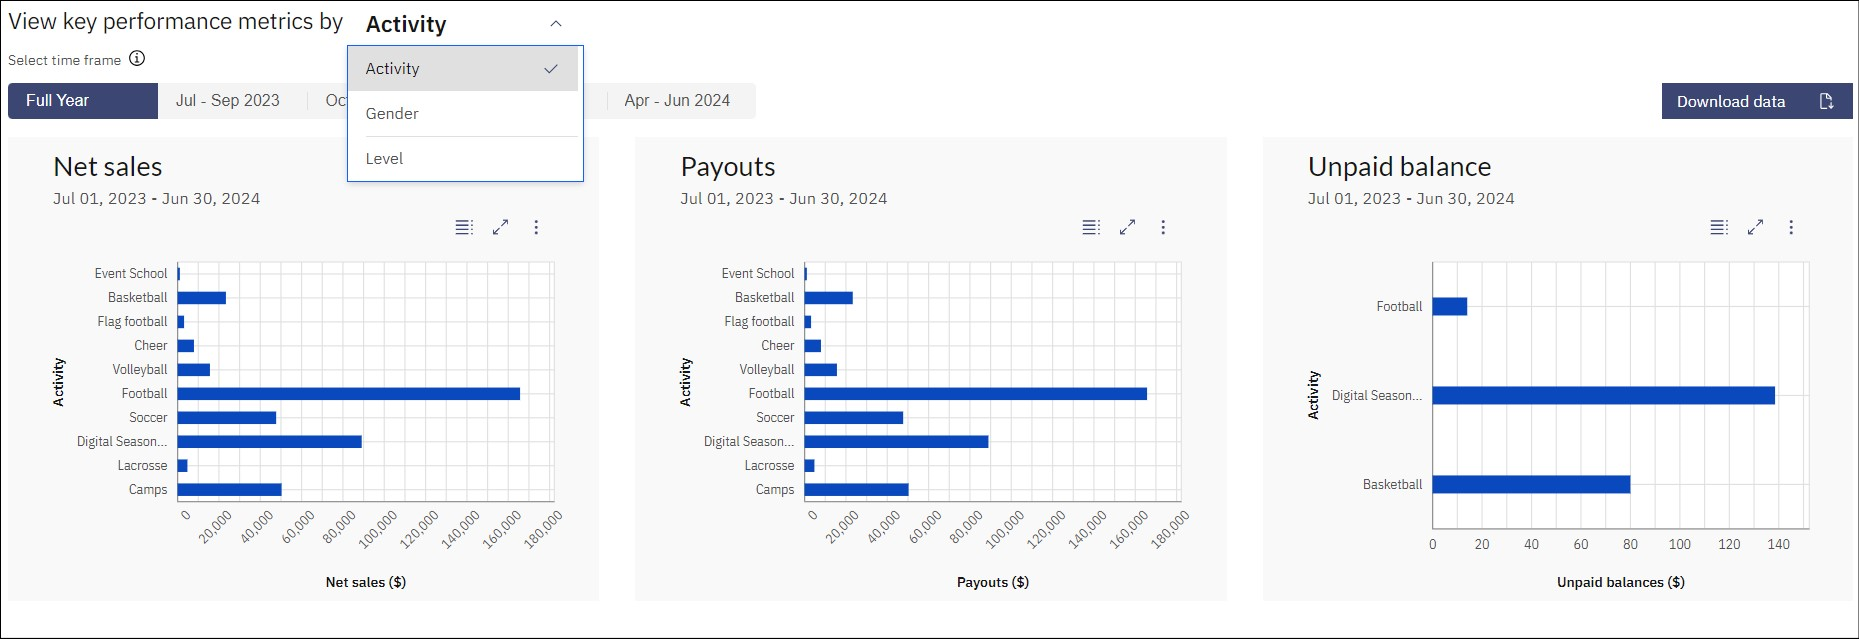 View key performance metrics by Activity
Select time frame
Activity
Gender
Level
Full Year
Jul - Sep 2023
Apr - Jun 2024
Download data
Net sales
Jul 01, 2023 - Jun 30, 2024
Activity
Event School
Basketball
Flag football
Cheer
Volleyball
Football
Soccer
Digital Season...
Lacrosse
Camps
0
20,000
40,000
60,000
80,000
100,000
120,000
140,000
160,000
180,000
Net sales ($)
Payouts
Jul 01, 2023 - Jun 30, 2024
Activity
Event School
Basketball
Flag football
Cheer
Volleyball
Football
Soccer
Digital Season...
Lacrosse
Camps
0
20,000
40,000
60,000
80,000
100,000
120,000
140,000
160,000
180,000
Payouts ($)
Unpaid balance
Jul 01, 2023 - Jun 30, 2024
Activity
Football
Digital Season...
Basketball
0 20 40 60 80 100 120 140
Unpaid balances ($)